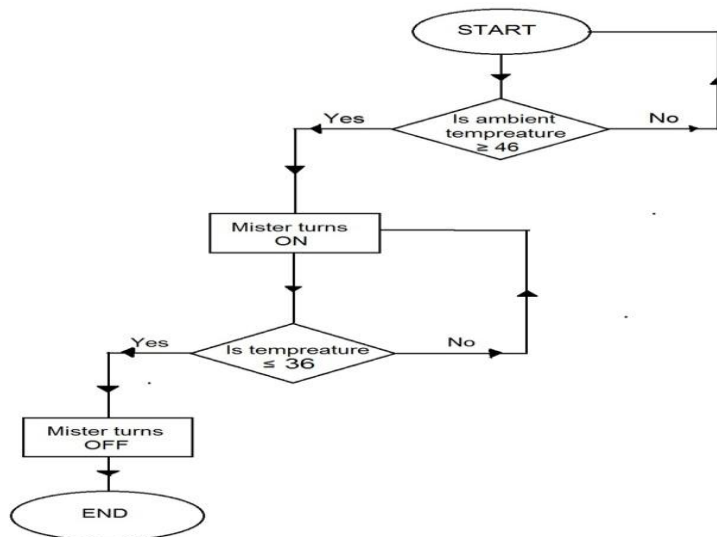 START
Is ambient
tempreature
≥ 46
Yes
No
Mister turns
ON
Is tempreature
≤ 36
Yes
No
Mister turns
OFF
END